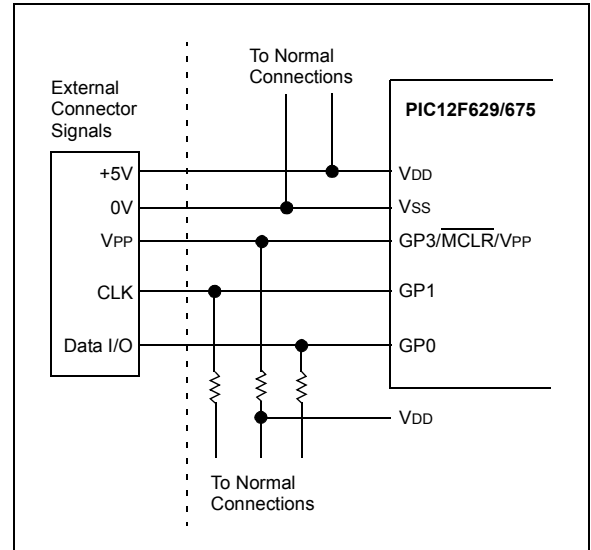 To Normal
Connections
External
Connector
Signals
PIC12F629/675
+5V
VDD
0V
VSS
VPP
GP3/MCLR/VPP
CLK
GP1
Data I/O
GP0
VDD
To Normal
Connections